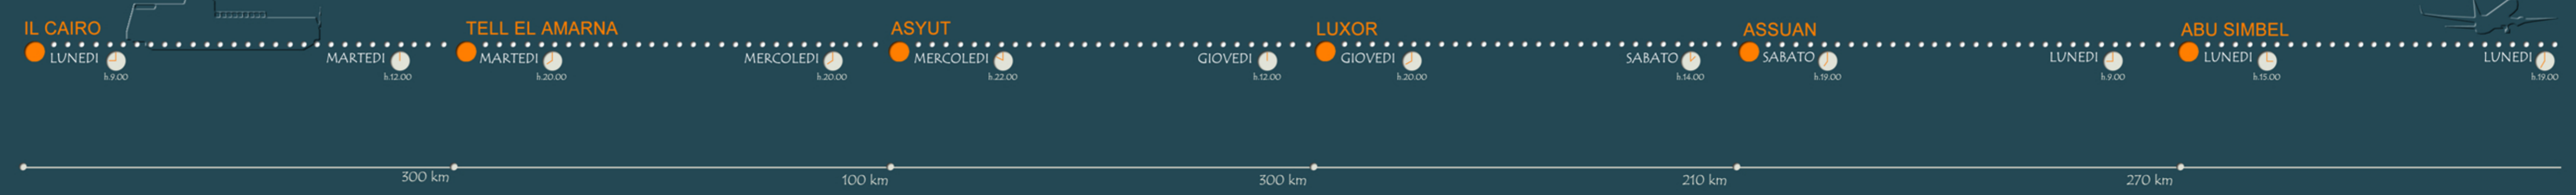 IL CAIRO TELL EL AMARNA ASYUT LUXOR ASSUAN ABU SIMBEL
LUNEDI MARTEDI MARTEDI MERCOLEDI MERCOLEDI GIOVEDI GIOVEDI SABATO SABATO LUNEDI LUNEDI LUNEDI
h.9.00 h.12.00 h.20.00 h.20.00 h.22.00 h.12.00 h.20.00 h.14.00 h.19.00 h.9.00 h.15.00 h.19.00
300 km 100 km 300 km 210 km 270 km